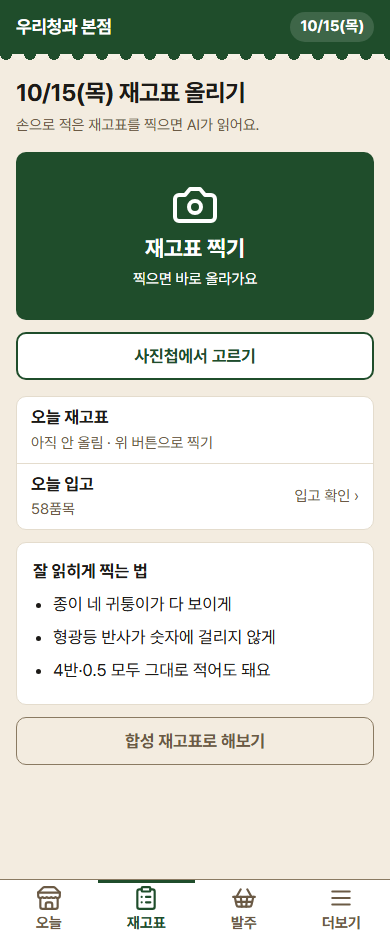 우리청과 본점
10/15(목)
10/15(목) 재고표 올리기
손으로 적은 재고표를 찍으면 AI가 읽어요.
재고표 찍기
찍으면 바로 올라가요
사진첩에서 고르기
오늘 재고표
아직 안 올림 · 위 버튼으로 찍기
오늘 입고
58품목
입고 확인 ›
잘 읽히게 찍는 법
• 종이 네 귀퉁이가 다 보이게
• 형광등 반사가 숫자에 걸리지 않게
• 4반·0.5 모두 그대로 적어도 돼요
합성 재고표로 해보기
오늘
재고표
발주
더보기